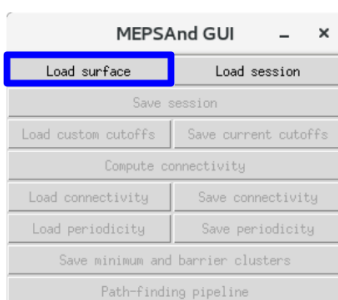 MEPSAnd GUI
Load surface Load session
Save session
Load custom cutoffs Save current cutoffs
Compute connectivity
Load connectivity Save connectivity
Load periodicity Save periodicity
Save minimum and barrier clusters
Path-finding pipeline